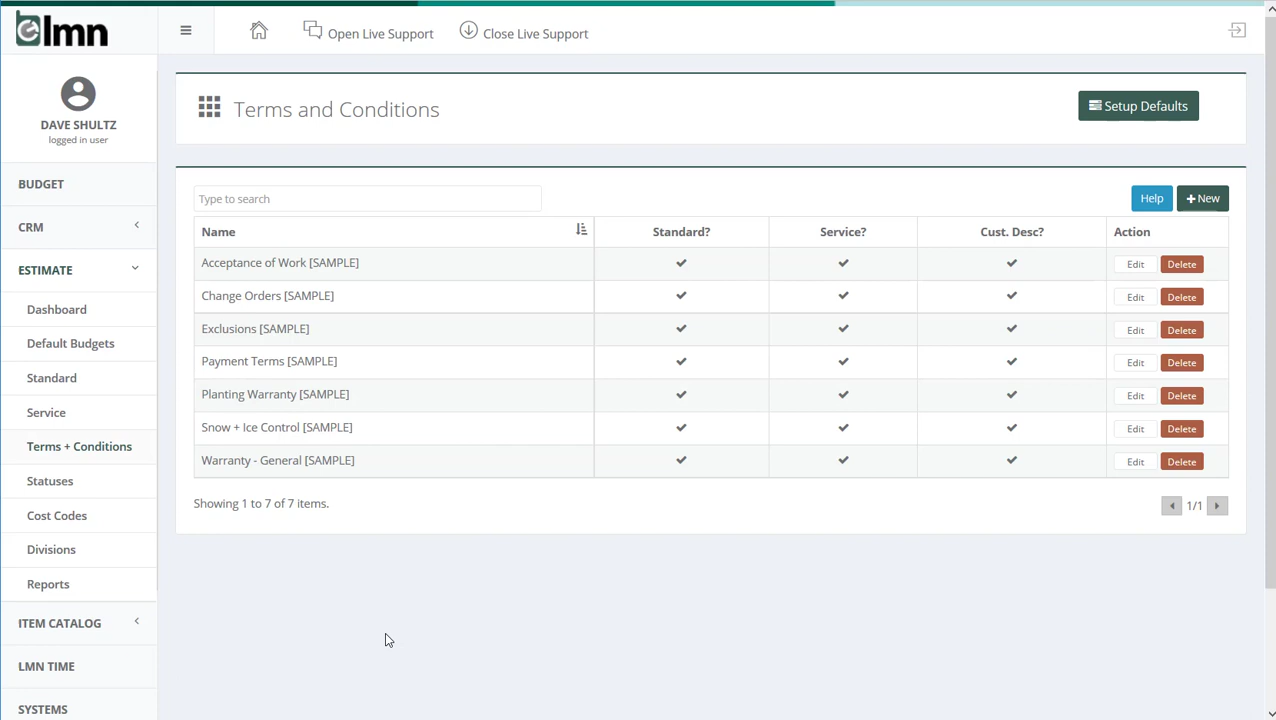 lmn
Open Live Support
Close Live Support
DAVE SHULTZ
logged in user
BUDGET
CRM
ESTIMATE
Dashboard
Default Budgets
Standard
Service
Terms + Conditions
Statuses
Cost Codes
Divisions
Reports
ITEM CATALOG
LMN TIME
SYSTEMS
Terms and Conditions
Setup Defaults
Type to search
Help
New
Name Standard? Service? Cust. Desc? Action
Acceptance of Work [SAMPLE] Edit Delete
Change Orders [SAMPLE] Edit Delete
Exclusions [SAMPLE] Edit Delete
Payment Terms [SAMPLE] Edit Delete
Planting Warranty [SAMPLE] Edit Delete
Snow + Ice Control [SAMPLE] Edit Delete
Warranty - General [SAMPLE] Edit Delete
Showing 1 to 7 of 7 items.
1/1